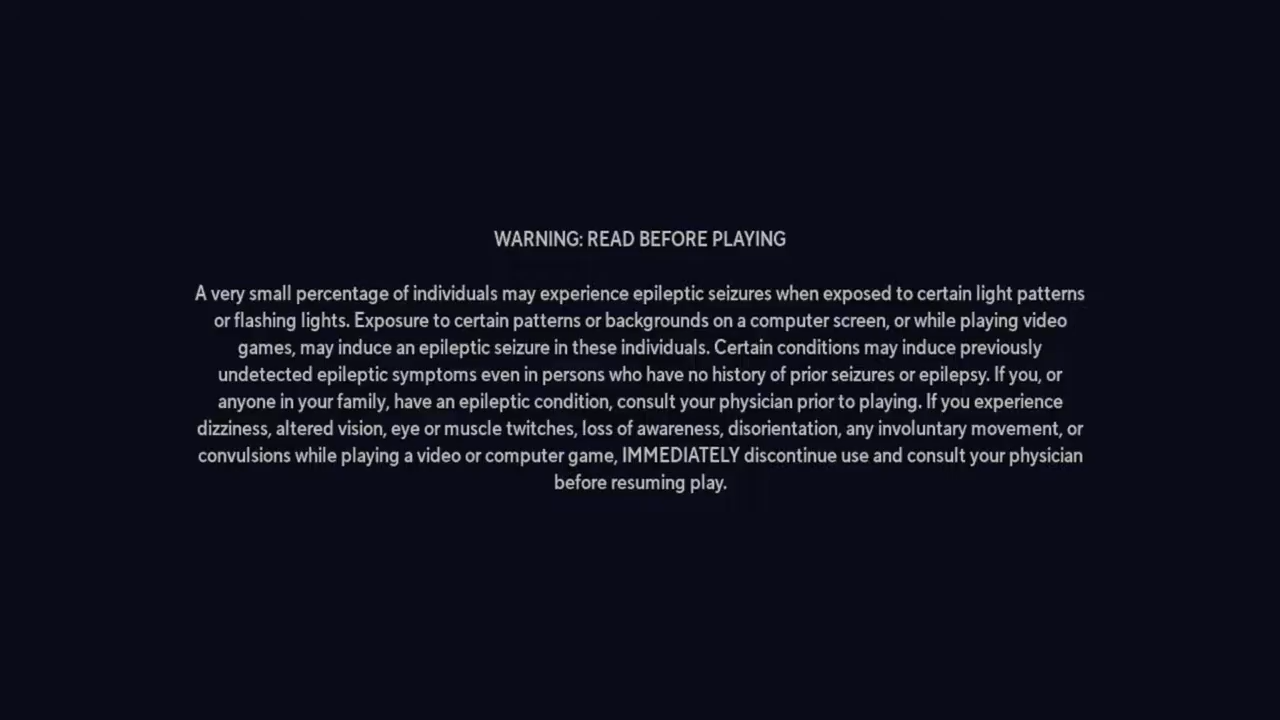 WARNING: READ BEFORE PLAYING
A very small percentage of individuals may experience epileptic seizures when exposed to certain light patterns
or flashing lights. Exposure to certain patterns or backgrounds on a computer screen, or while playing video
games, may induce an epileptic seizure in these individuals. Certain conditions may induce previously
undetected epileptic symptoms even in persons who have no history of prior seizures or epilepsy. If you, or
anyone in your family, have an epileptic condition, consult your physician prior to playing. If you experience
dizziness, altered vision, eye or muscle twitches, loss of awareness, disorientation, any involuntary movement, or
convulsions while playing a video or computer game, IMMEDIATELY discontinue use and consult your physician
before resuming play.